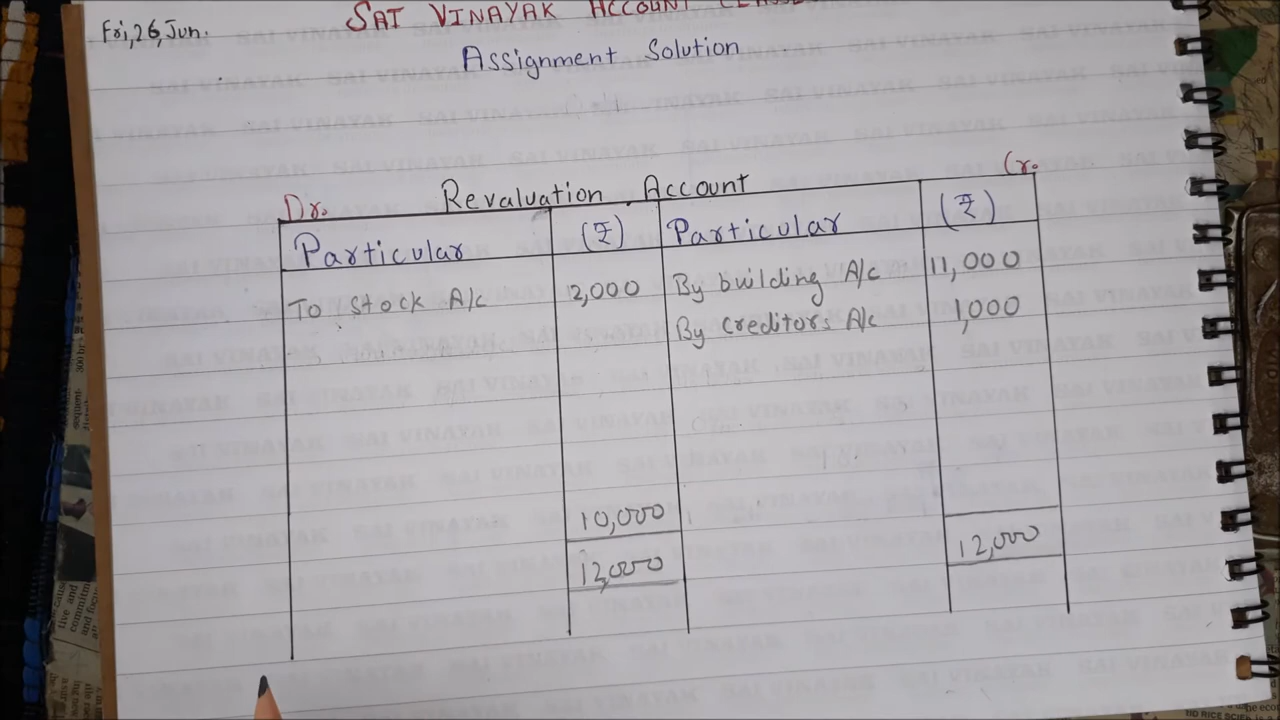 Fri, 26, Jun.
SAI VINAYAK ACCOUNT
Assignment Solution
Dr. Revaluation Account Cr.
Particular (₹) Particular (₹)
To Stock A/c 2,000 By building A/c 11,000
By creditors A/c 1,000
10,000
12,000 12,000